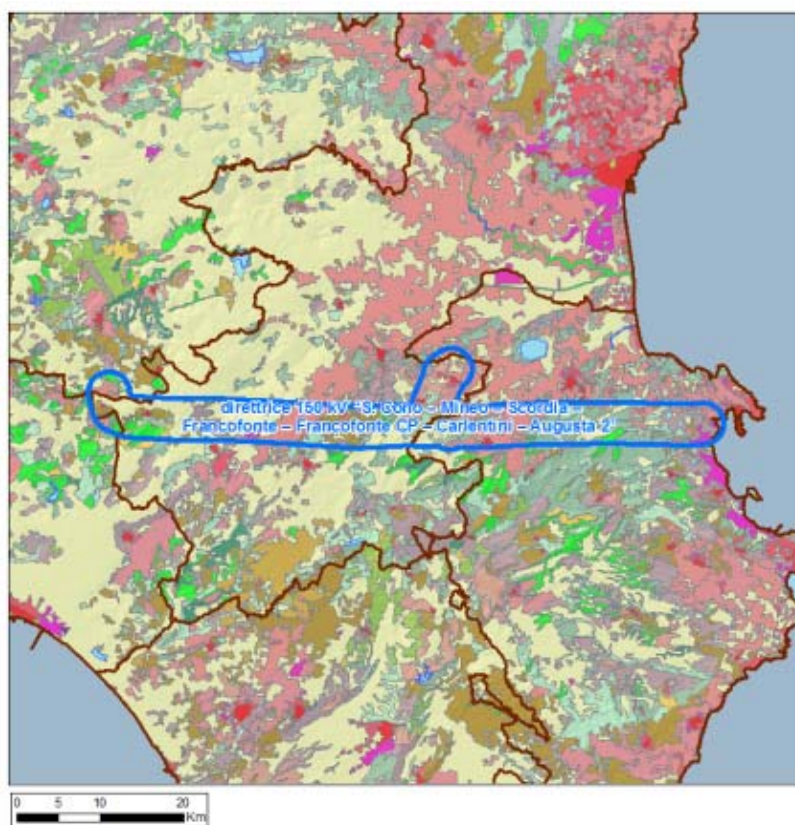 direttrice 150 kV "S. Cono - Mineo - Scordia -
Francofonte – Francofonte CP – Carlentini – Augusta 2
0 5 10 20
Km